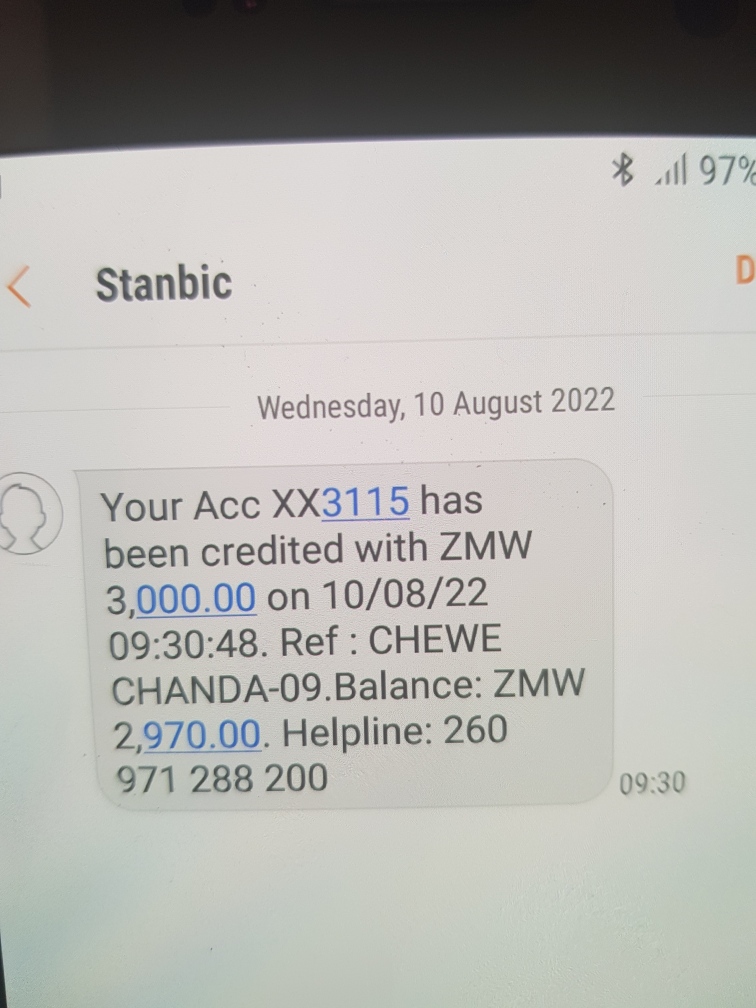 97%
Stanbic
D
Wednesday, 10 August 2022
Your Acc XX3115 has
been credited with ZMW
3,000.00 on 10/08/22
09:30:48. Ref : CHEWE
CHANDA-09.Balance: ZMW
2,970.00. Helpline: 260
971 288 200
09:30